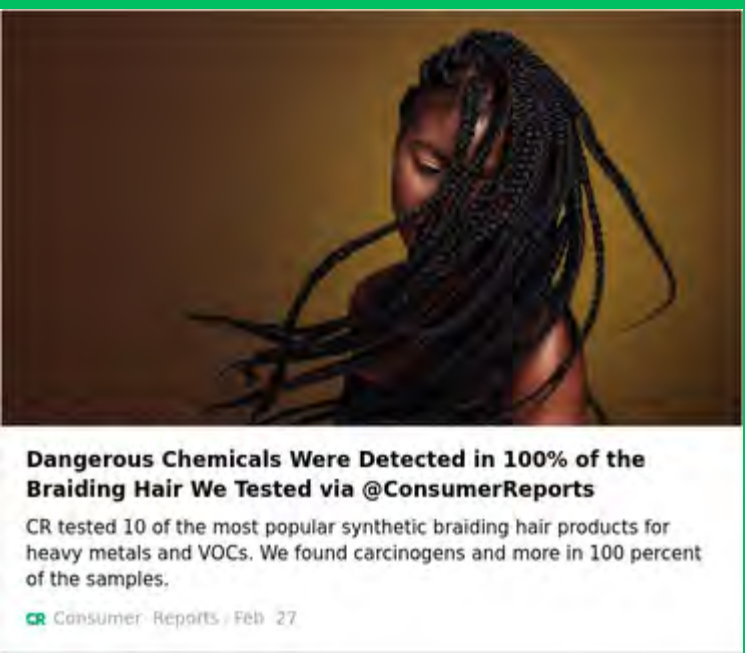 Dangerous Chemicals Were Detected in 100% of the
Braiding Hair We Tested via @ConsumerReports
CR tested 10 of the most popular synthetic braiding hair products for
heavy metals and VOCs. We found carcinogens and more in 100 percent
of the samples.
CR Consumer Reports / Feb 27